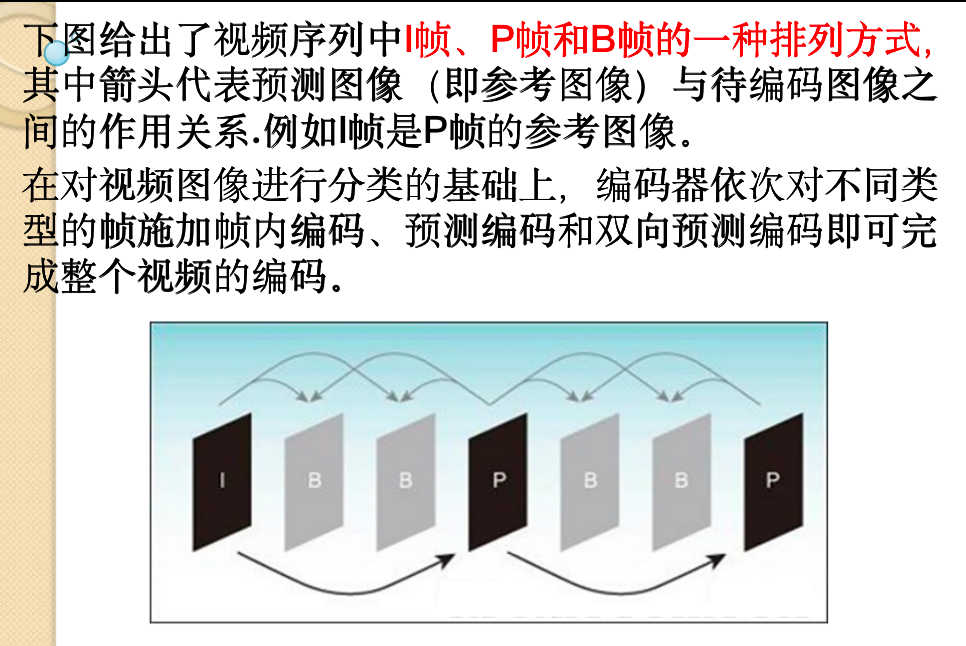 下图给出了视频序列中I帧、P帧和B帧的一种排列方式,
其中箭头代表预测图像（即参考图像）与待编码图像之
间的作用关系.例如I帧是P帧的参考图像。
在对视频图像进行分类的基础上，编码器依次对不同类
型的帧施加帧内编码、预测编码和双向预测编码即可完
成整个视频的编码。
I B B P B B P